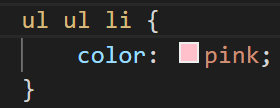 ul ul li {
    color: pink;
}